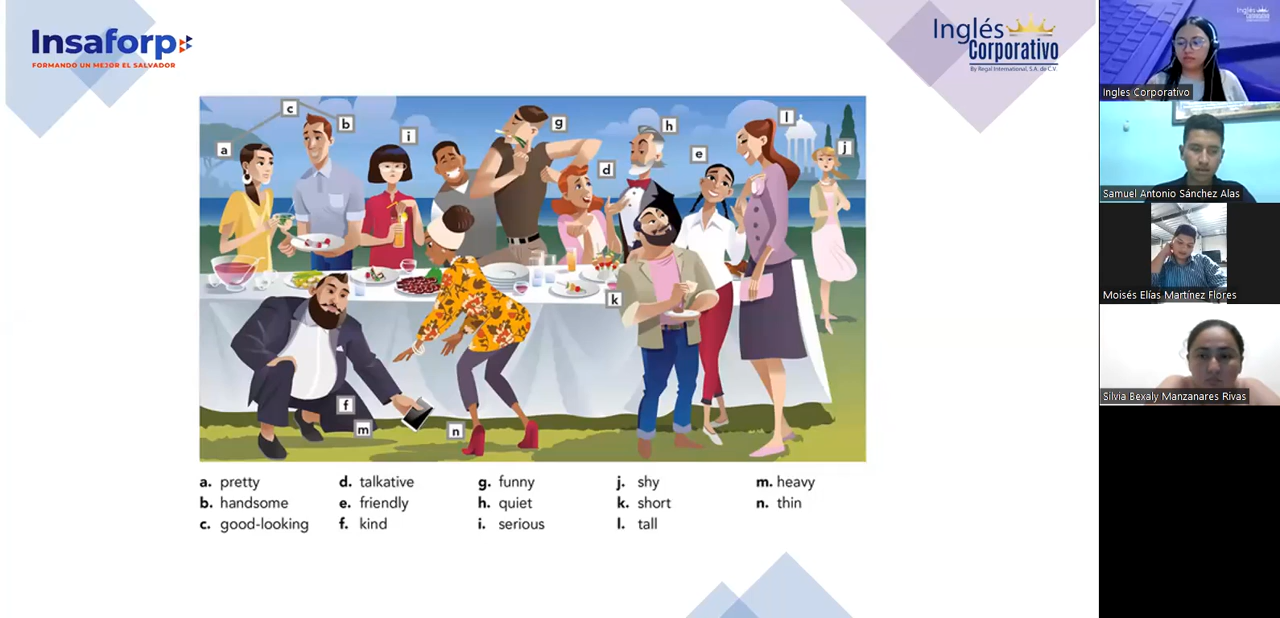 Insaforp
FORMANDO UN MEJOR EL SALVADOR
Inglés
Corporativo
By Regal International, S.A. de C.V.
c
b
a
i
g
h
l
j
d
e
k
f
m
n
a. pretty
b. handsome
c. good-looking
d. talkative
e. friendly
f. kind
g. funny
h. quiet
i. serious
j. shy
k. short
l. tall
m. heavy
n. thin
Inglés
Corporativo
Ingles Corporativo
Samuel Antonio Sánchez Alas
Moisés Elías Martínez Flores
Silvia Bexaly Manzanares Rivas